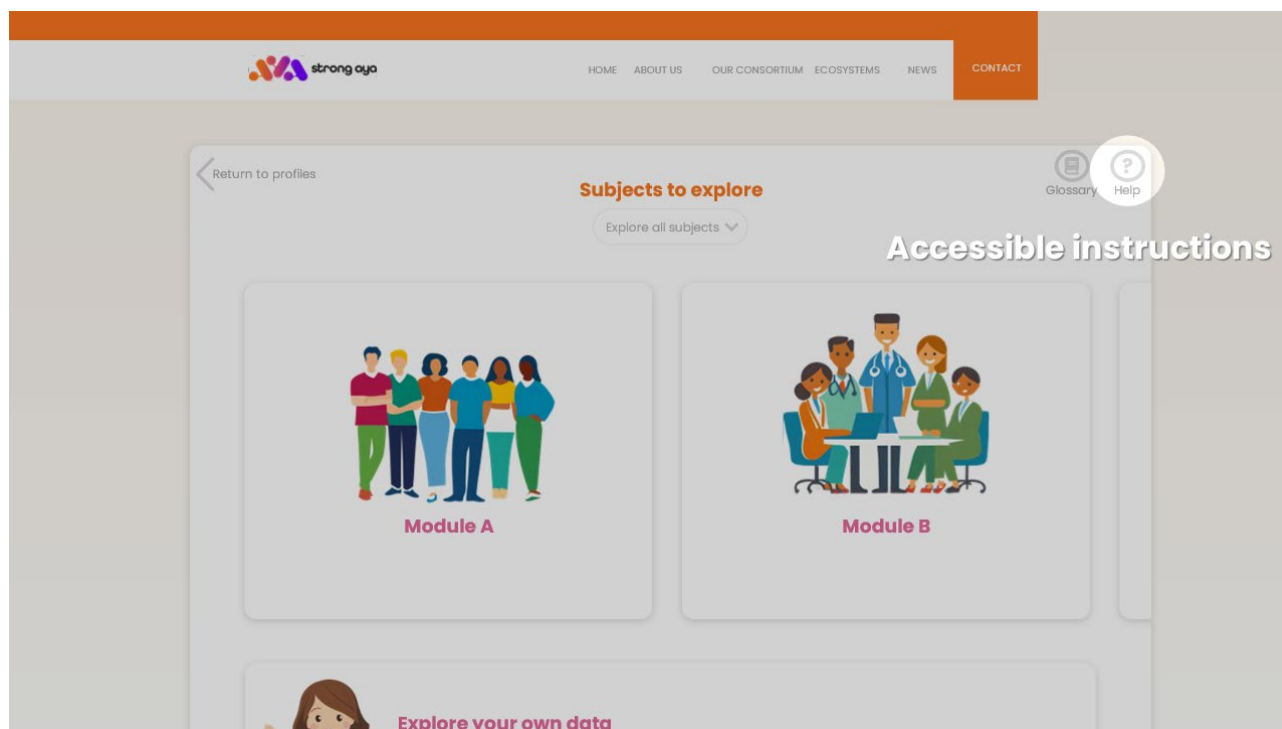 strong aya
HOME ABOUT US OUR CONSORTIUM ECOSYSTEMS NEWS CONTACT
Return to profiles
Subjects to explore
Glossary Help
Explore all subjects
Accessible instructions
Module A
Module B
Explore your own data